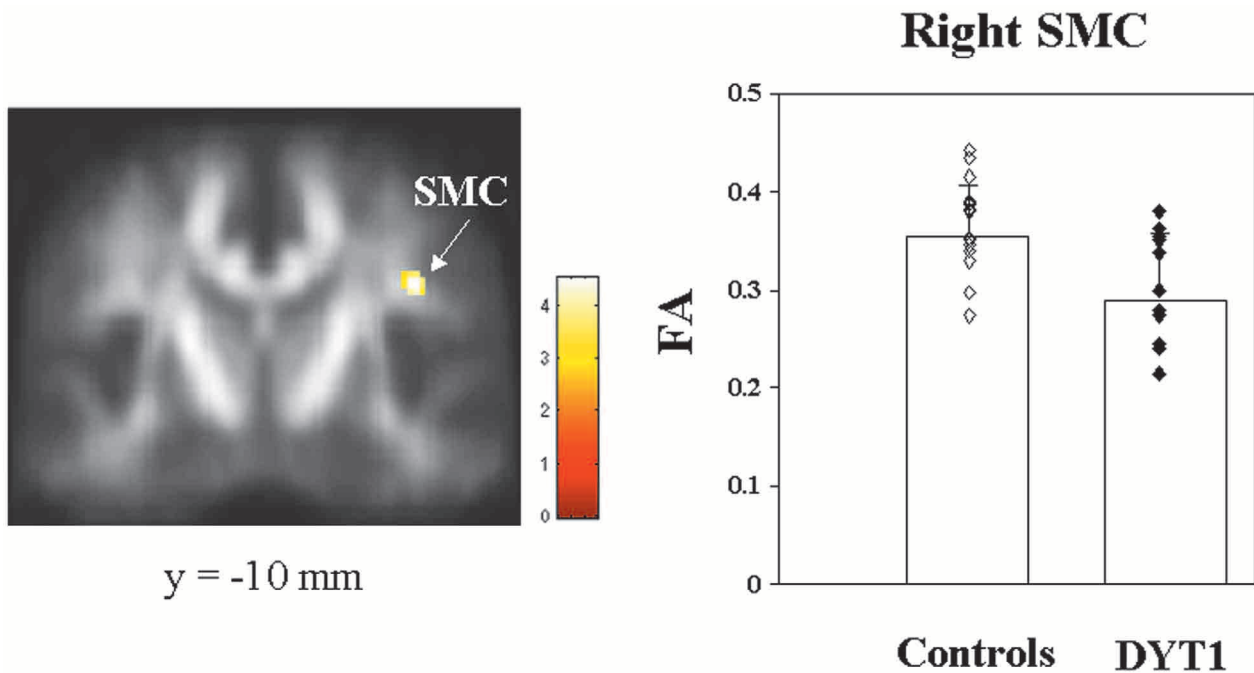 SMC
4
3
2
1
0
y = -10 mm
Right SMC
0.5
0.4
0.3
0.2
0.1
0
FA
Controls
DYT1